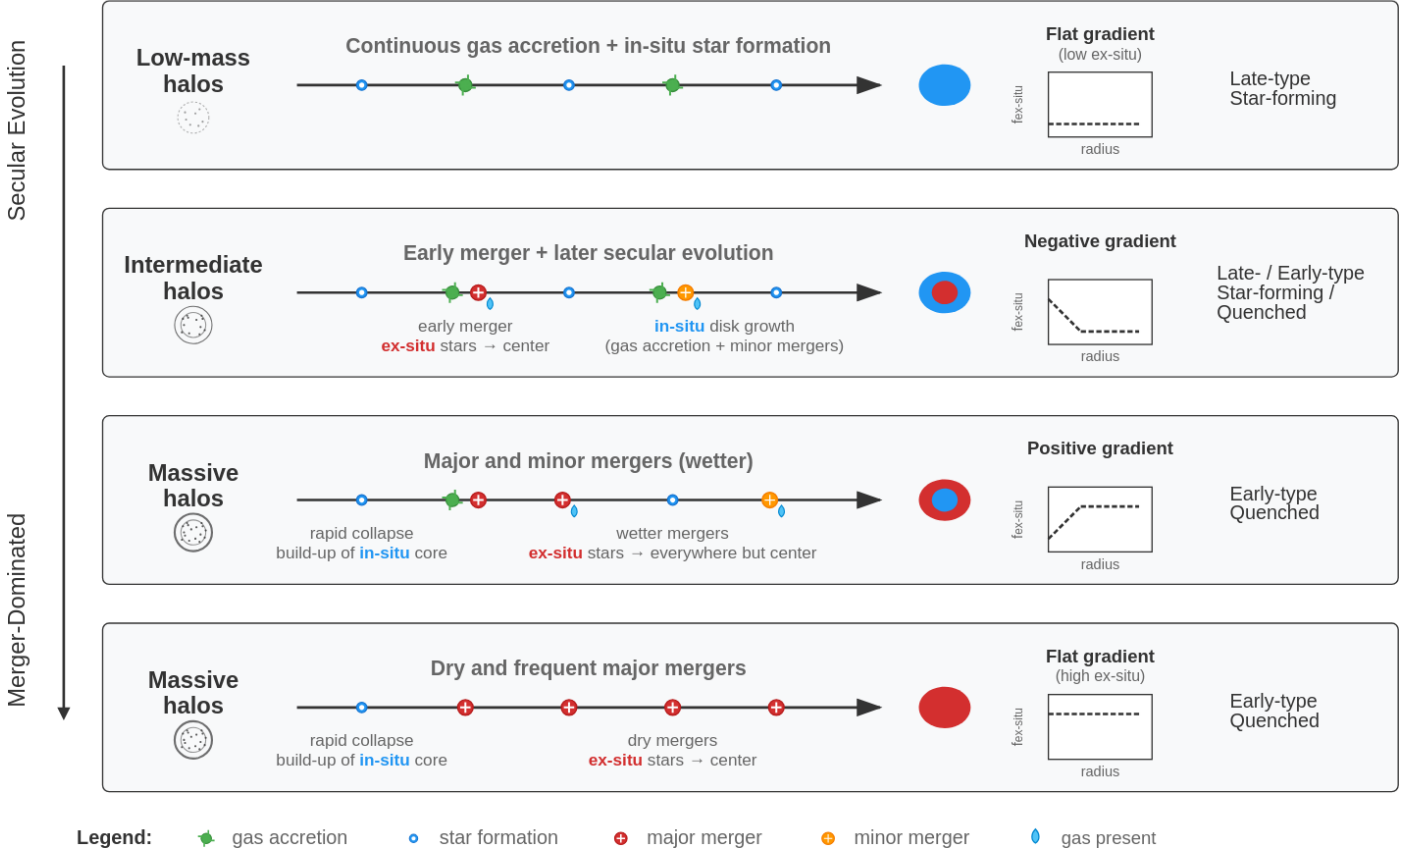 Secular Evolution
Merger-Dominated
Low-mass
halos
Continuous gas accretion + in-situ star formation
Flat gradient
(low ex-situ)
fex-situ
radius
Late-type
Star-forming
Intermediate
halos
Early merger + later secular evolution
early merger
ex-situ stars → center
in-situ disk growth
(gas accretion + minor mergers)
Negative gradient
fex-situ
radius
Late- / Early-type
Star-forming /
Quenched
Massive
halos
Major and minor mergers (wetter)
rapid collapse
build-up of in-situ core
wetter mergers
ex-situ stars → everywhere but center
Positive gradient
fex-situ
radius
Early-type
Quenched
Massive
halos
Dry and frequent major mergers
rapid collapse
build-up of in-situ core
dry mergers
ex-situ stars → center
Flat gradient
(high ex-situ)
fex-situ
radius
Early-type
Quenched
Legend: gas accretion star formation major merger minor merger gas present